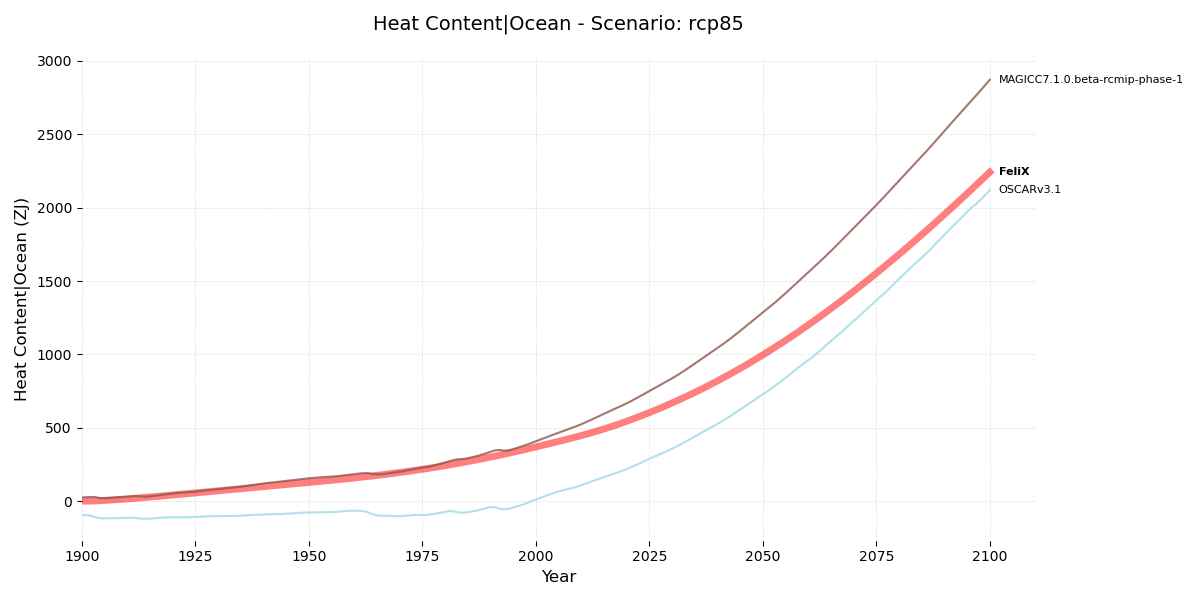 Heat Content|Ocean - Scenario: rcp85
Heat Content|Ocean (ZJ)
3000
2500
2000
1500
1000
500
0
MAGICC7.1.0.beta-rcmip-phase-1
FeliX
OSCARv3.1
1900 1925 1950 1975 2000 2025 2050 2075 2100
Year